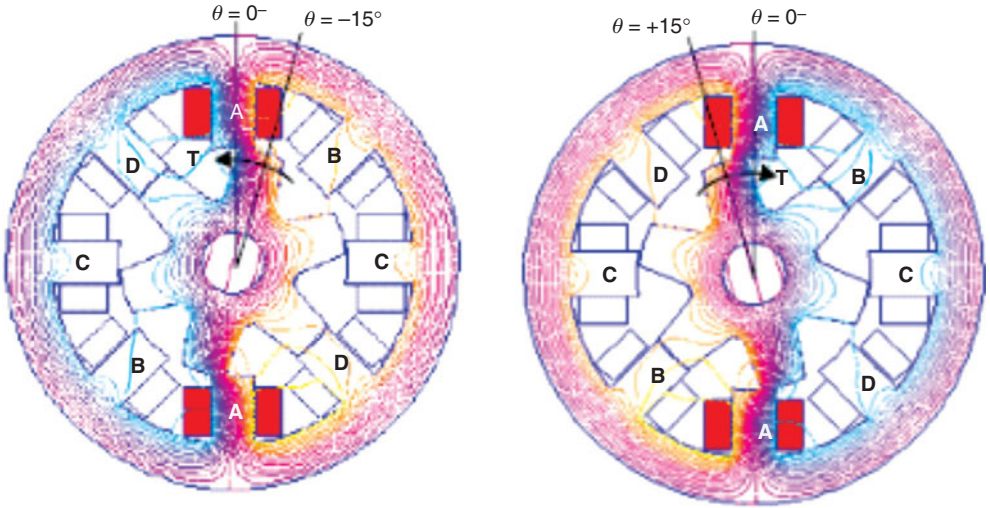 θ = 0⁻
θ = –15°
A
B
T
D
C
C
B
D
A
θ = 0⁻
θ = +15°
A
D
T
B
C
C
B
D
A